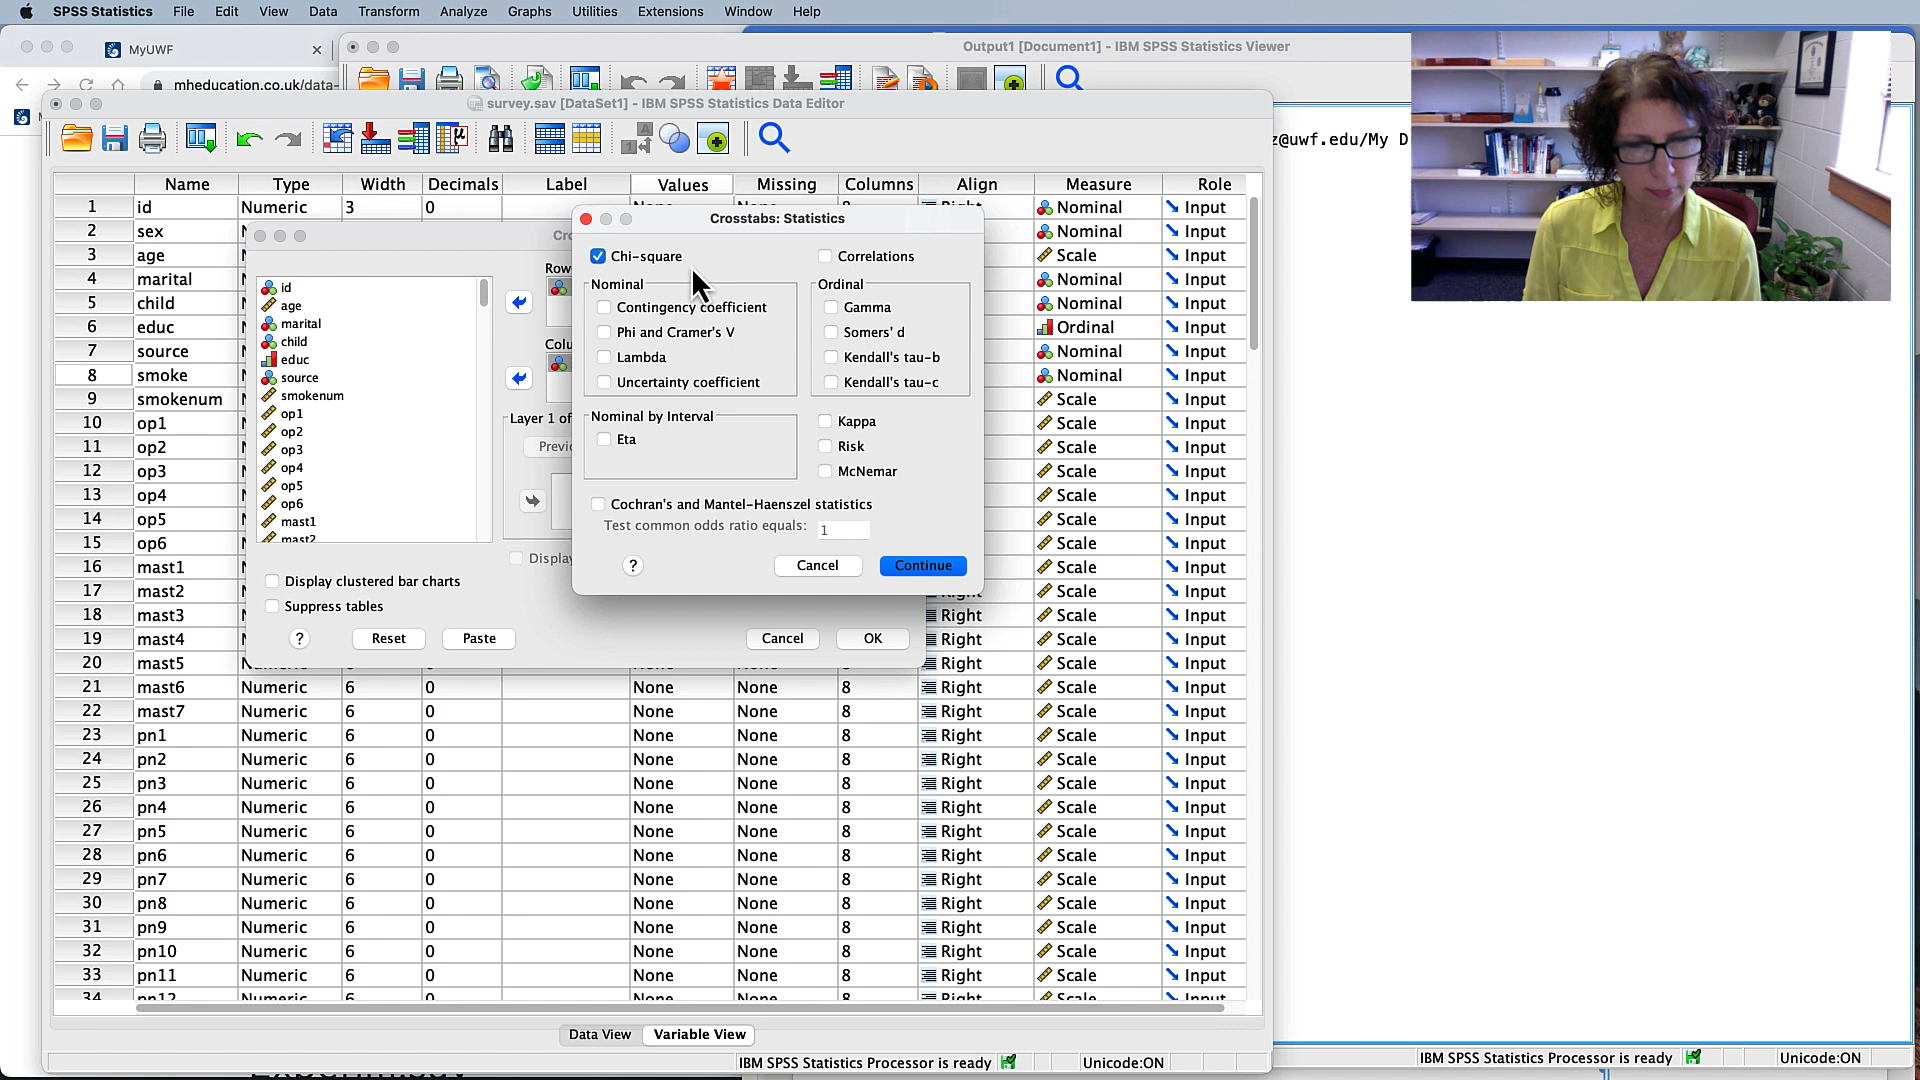 SPSS Statistics File Edit View Data Transform Analyze Graphs Utilities Extensions Window Help
MyUWF
Output1 [Document1] - IBM SPSS Statistics Viewer
mheducation.co.uk/data-
survey.sav [DataSet1] - IBM SPSS Statistics Data Editor
z@uwf.edu/My D
Name Type Width Decimals Label Values Missing Columns Align Measure Role
1 id Numeric 3 0 Nominal Input
2 sex Nominal Input
3 age Scale Input
4 marital Nominal Input
5 child Nominal Input
6 educ Ordinal Input
7 source Nominal Input
8 smoke Nominal Input
9 smokenum Scale Input
10 op1 Scale Input
11 op2 Scale Input
12 op3 Scale Input
13 op4 Scale Input
14 op5 Scale Input
15 op6 Scale Input
16 mast1 Scale Input
17 mast2 Scale Input
18 mast3 Right Scale Input
19 mast4 Right Scale Input
20 mast5 Right Scale Input
21 mast6 Numeric 6 0 None None 8 Right Scale Input
22 mast7 Numeric 6 0 None None 8 Right Scale Input
23 pn1 Numeric 6 0 None None 8 Right Scale Input
24 pn2 Numeric 6 0 None None 8 Right Scale Input
25 pn3 Numeric 6 0 None None 8 Right Scale Input
26 pn4 Numeric 6 0 None None 8 Right Scale Input
27 pn5 Numeric 6 0 None None 8 Right Scale Input
28 pn6 Numeric 6 0 None None 8 Right Scale Input
29 pn7 Numeric 6 0 None None 8 Right Scale Input
30 pn8 Numeric 6 0 None None 8 Right Scale Input
31 pn9 Numeric 6 0 None None 8 Right Scale Input
32 pn10 Numeric 6 0 None None 8 Right Scale Input
33 pn11 Numeric 6 0 None None 8 Right Scale Input
34 pn12 Numeric 6 0 None None 8 Right Scale Input
id
age
marital
child
educ
source
smokenum
op1
op2
op3
op4
op5
op6
mast1
mast2
Row
Colu
Layer 1 of
Previ
Display
Display clustered bar charts
Suppress tables
? Reset Paste Cancel OK
Crosstabs: Statistics
Chi-square Correlations
Nominal Ordinal
Contingency coefficient Gamma
Phi and Cramer's V Somers' d
Lambda Kendall's tau-b
Uncertainty coefficient Kendall's tau-c
Nominal by Interval Kappa
Eta Risk
McNemar
Cochran's and Mantel-Haenszel statistics
Test common odds ratio equals: 1
? Cancel Continue
Data View Variable View
IBM SPSS Statistics Processor is ready Unicode:ON
IBM SPSS Statistics Processor is ready Unicode:ON